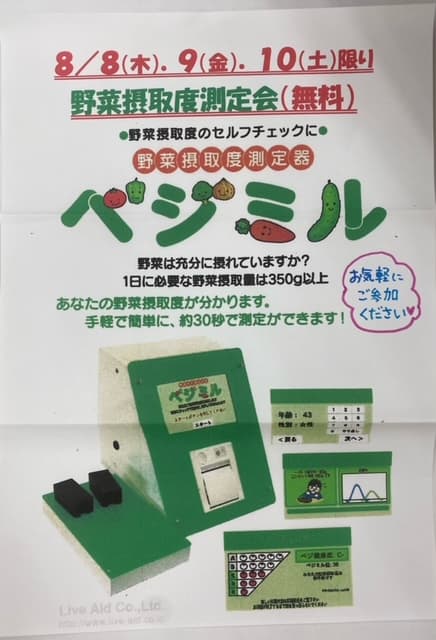 8/8(木). 9(金). 10(土)限り
野菜摂取度測定会(無料)
●野菜摂取度のセルフチェックに●
野菜摂取度測定器
ベジミル
野菜は充分に摂れていますか?
1日に必要な野菜摂取量は350g以上
お気軽に
ご参加
ください
あなたの野菜摂取度が分かります。
手軽で簡単に、約30秒で測定ができます!
ベジミル
スタート
年齢: 43
性別: 女性
<戻る
次へ>
Live Aid Co.,Ltd.
http://www.live-aid.co.jp